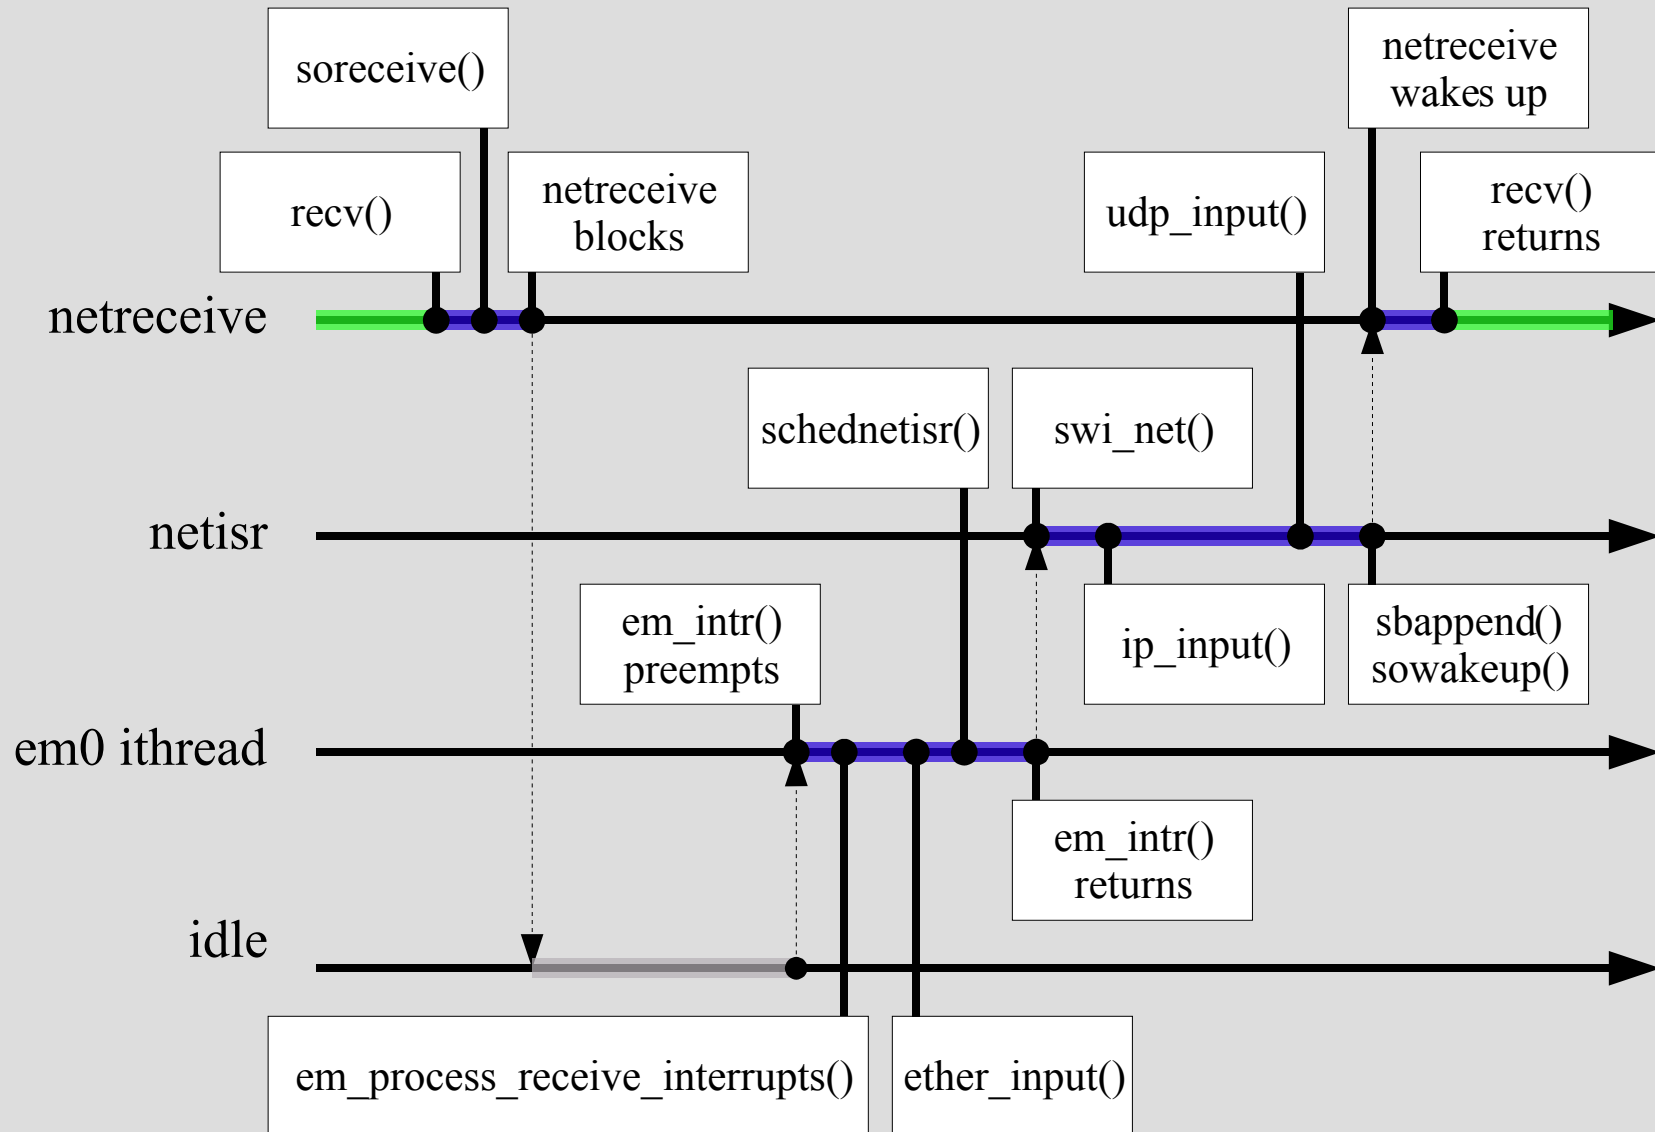 soreceive()
netreceive
wakes up
recv()
netreceive
blocks
udp_input()
recv()
returns
netreceive
schednetisr()
swi_net()
netisr
em_intr()
preempts
ip_input()
sbappend()
sowakeup()
em0 ithread
em_intr()
returns
idle
em_process_receive_interrupts()
ether_input()